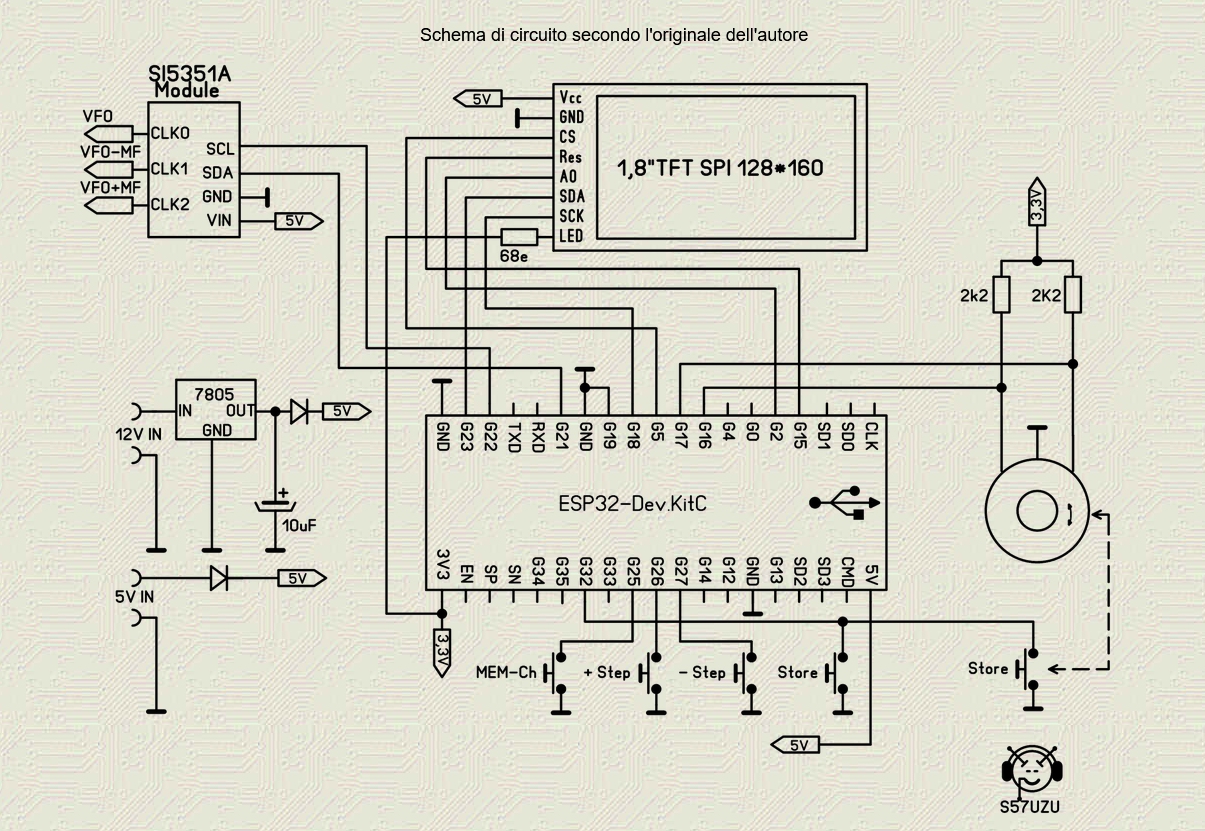 Schema di circuito secondo l'originale dell'autore
SI5351A
Module
VFO
CLK0
VFO-MF
CLK1
VFO+MF
CLK2
SCL
SDA
GND
VIN
5V
5V
Vcc
GND
CS
Res
AO
SDA
SCK
LED
68e
1,8"TFT SPI 128*160
3,3V
2k2
2K2
7805
IN
OUT
GND
5V
12V IN
+
10uF
5V
5V IN
GND
G23
G22
TXD
RXD
G21
GND
G19
G18
G5
G17
G16
G4
G0
G2
G15
SD1
SD0
CLK
ESP32-Dev.KitC
3V3
EN
SP
SN
G34
G35
G32
G33
G25
G26
G27
G14
G12
GND
G13
SD2
SD3
CMD
5V
3,3V
MEM-Ch
+ Step
- Step
Store
Store
5V
S57UZU